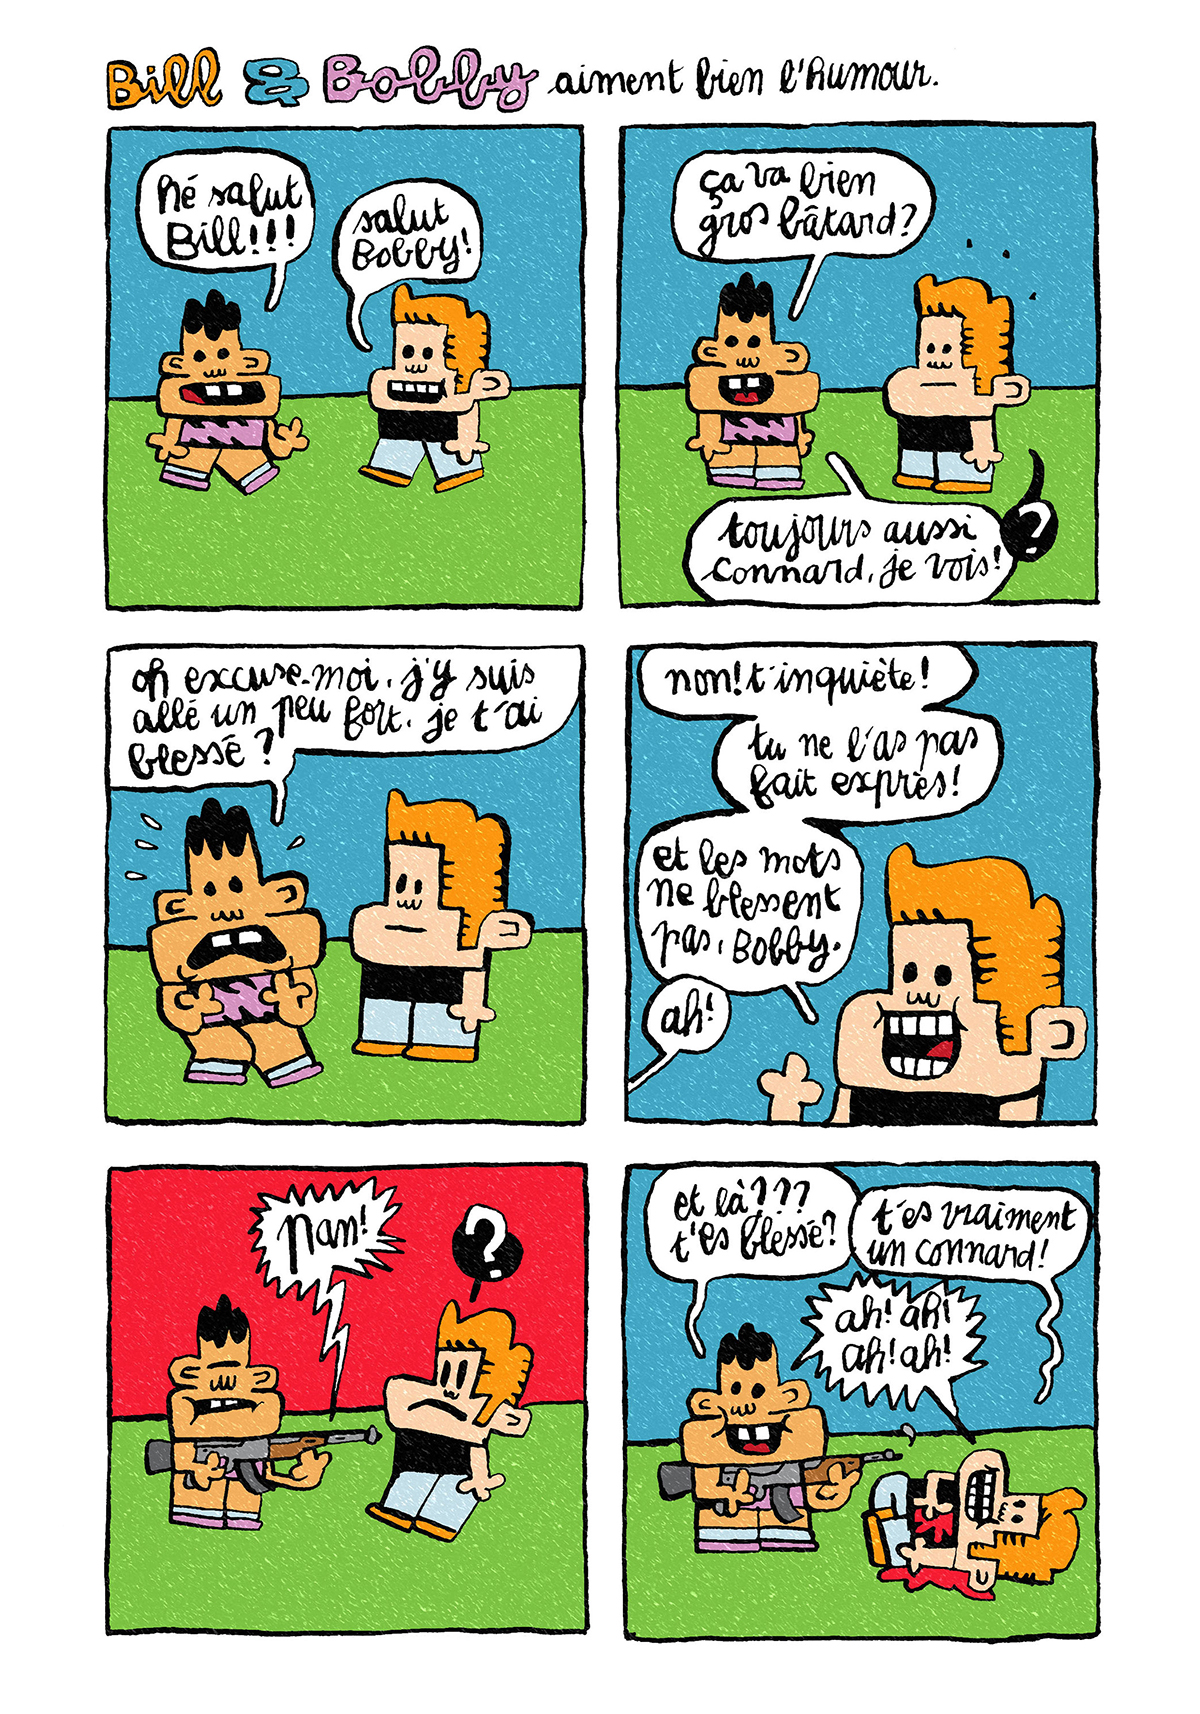 Bill & Bobby aiment bien l'humour.
hé salut
Bill!!!
salut
Bobby!
ça va bien
gros bâtard?
toujours aussi
connard, je vois!
?
oh excuse-moi, j'y suis
allé un peu fort. je t'ai
blessé?
non! t'inquiète!
tu ne l'as pas
fait exprès!
et les mots
ne blessent
pas, Bobby.
ah!
Pan!
?
et là???
t'es blessé?
t'es vraiment
un connard!
ah! ah!
ah! ah!